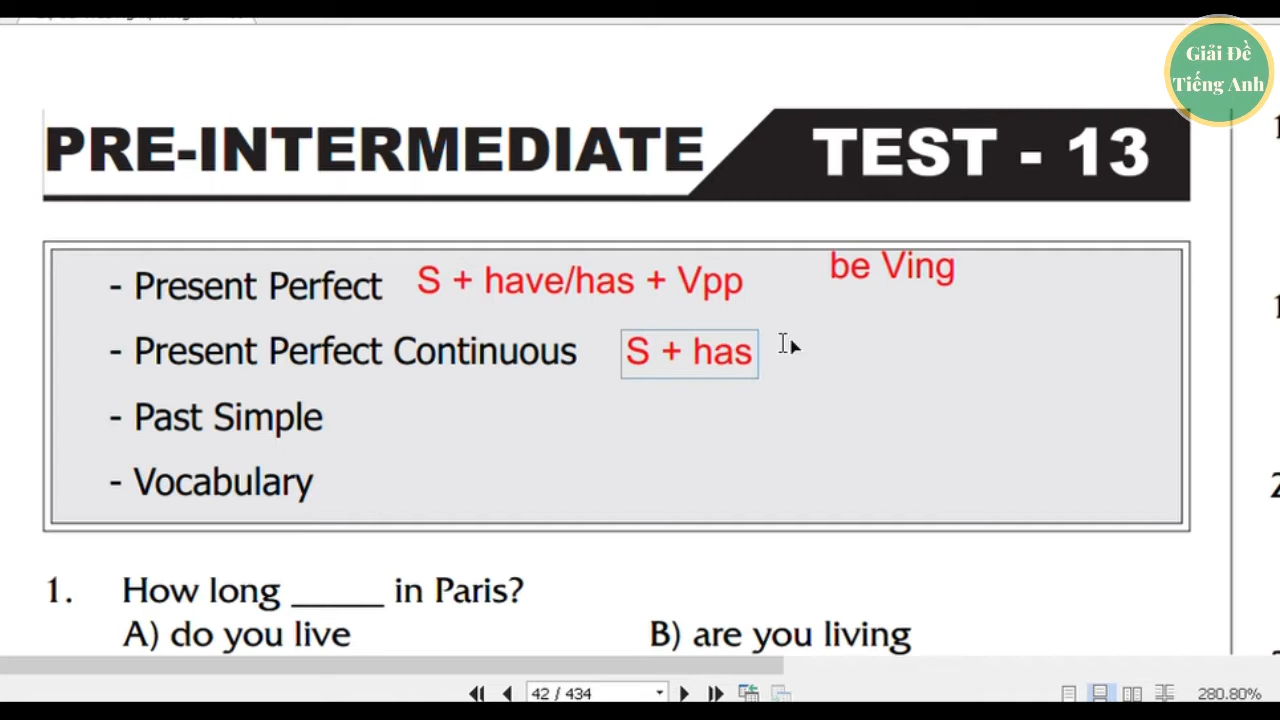 Giải Đề
Tiếng Anh
PRE-INTERMEDIATE TEST - 13
- Present Perfect S + have/has + Vpp be Ving
- Present Perfect Continuous S + has
- Past Simple
- Vocabulary
1. How long _____ in Paris?
A) do you live B) are you living
42 / 434 280.80%